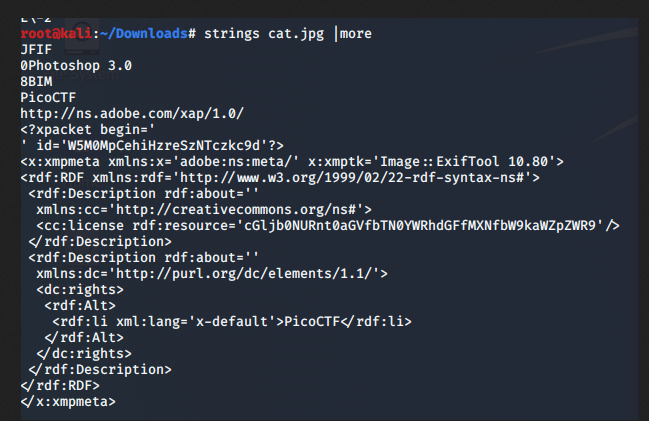 root@kali:~/Downloads# strings cat.jpg |more
JFIF
0Photoshop 3.0
8BIM
PicoCTF
http://ns.adobe.com/xap/1.0/
<?xpacket begin='
' id='W5M0MpCehiHzreSzNTczkc9d'?>
<x:xmpmeta xmlns:x='adobe:ns:meta/' x:xmptk='Image::ExifTool 10.80'>
<rdf:RDF xmlns:rdf='http://www.w3.org/1999/02/22-rdf-syntax-ns#'>
 <rdf:Description rdf:about=''
  xmlns:cc='http://creativecommons.org/ns#'>
  <cc:license rdf:resource='cGljb0NURnt0aGVfbTN0YWRhdGFfMXNfbW9kaWZpZWR9'/>
 </rdf:Description>
 <rdf:Description rdf:about=''
  xmlns:dc='http://purl.org/dc/elements/1.1/'>
  <dc:rights>
   <rdf:Alt>
    <rdf:li xml:lang='x-default'>PicoCTF</rdf:li>
   </rdf:Alt>
  </dc:rights>
 </rdf:Description>
</rdf:RDF>
</x:xmpmeta>